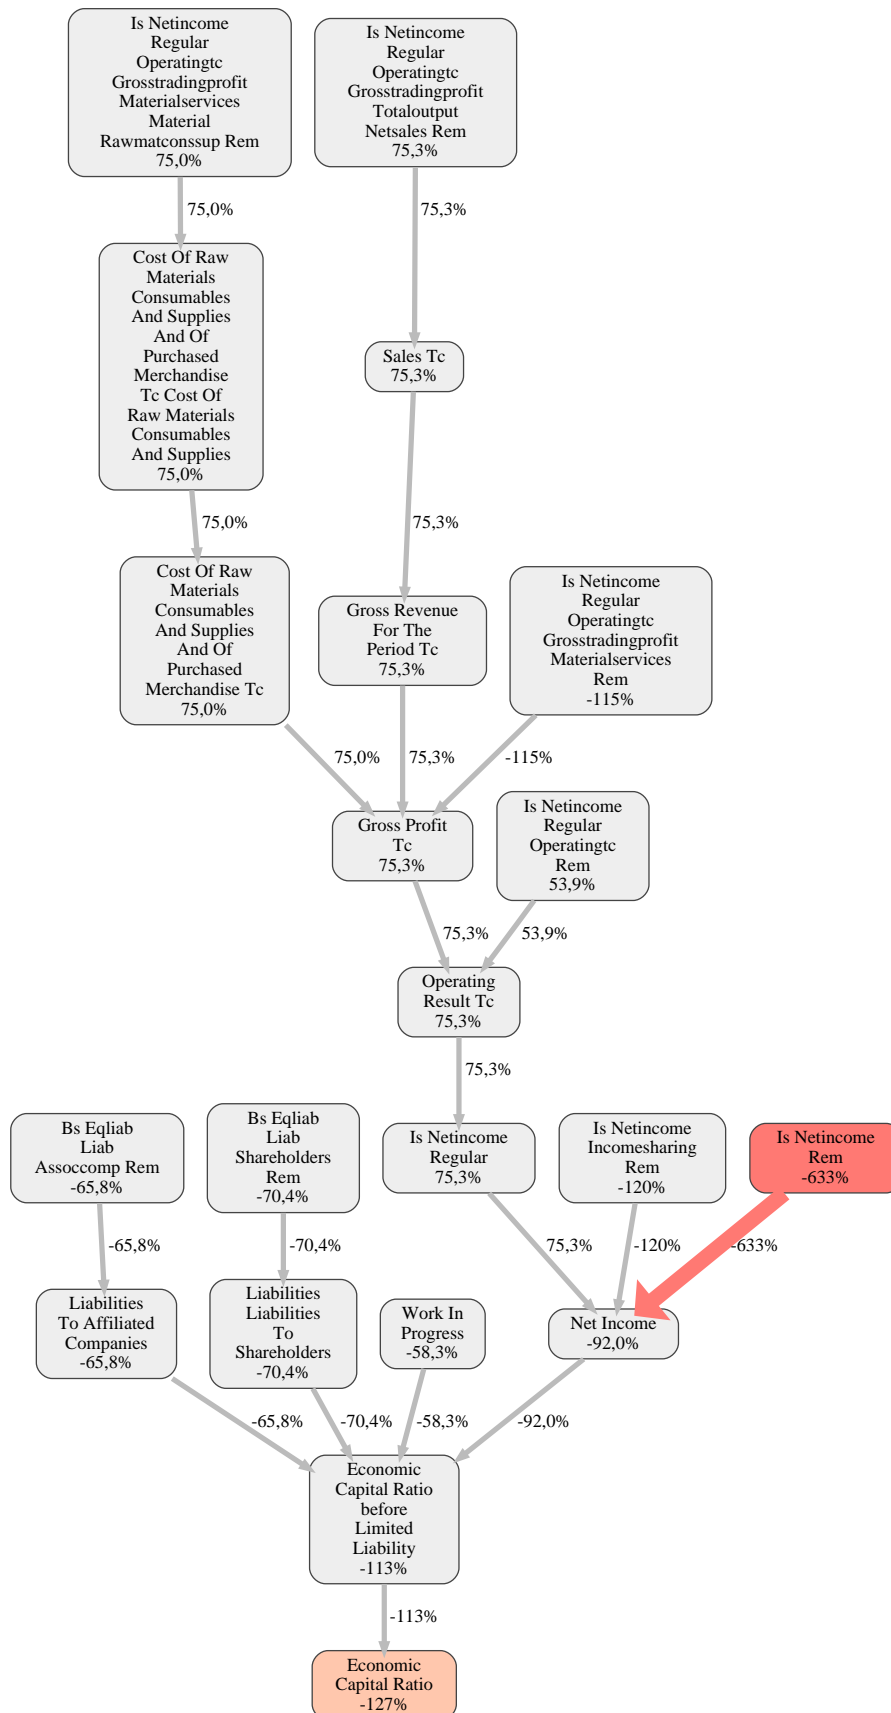 Is Netincome
Regular
Operatingtc
Grosstradingprofit
Materialservices
Material
Rawmatconssup Rem
75,0%
Is Netincome
Regular
Operatingtc
Grosstradingprofit
Totaloutput
Netsales Rem
75,3%
75,0%
75,3%
Cost Of Raw
Materials
Consumables
And Supplies
And Of
Purchased
Merchandise
Tc Cost Of
Raw Materials
Consumables
And Supplies
75,0%
Sales Tc
75,3%
75,0%
75,3%
Cost Of Raw
Materials
Consumables
And Supplies
And Of
Purchased
Merchandise Tc
75,0%
Gross Revenue
For The
Period Tc
75,3%
Is Netincome
Regular
Operatingtc
Grosstradingprofit
Materialservices
Rem
-115%
75,0%
75,3%
-115%
Gross Profit
Tc
75,3%
Is Netincome
Regular
Operatingtc
Rem
53,9%
75,3%
53,9%
Operating
Result Tc
75,3%
75,3%
Bs Eqliab
Liab
Assoccomp Rem
-65,8%
Bs Eqliab
Liab
Shareholders
Rem
-70,4%
Is Netincome
Regular
75,3%
Is Netincome
Incomesharing
Rem
-120%
Is Netincome
Rem
-633%
-65,8%
-70,4%
75,3%
-120%
-633%
Liabilities
To Affiliated
Companies
-65,8%
Liabilities
Liabilities
To
Shareholders
-70,4%
Work In
Progress
-58,3%
Net Income
-92,0%
-65,8%
-70,4%
-58,3%
-92,0%
Economic
Capital Ratio
before
Limited
Liability
-113%
-113%
Economic
Capital Ratio
-127%